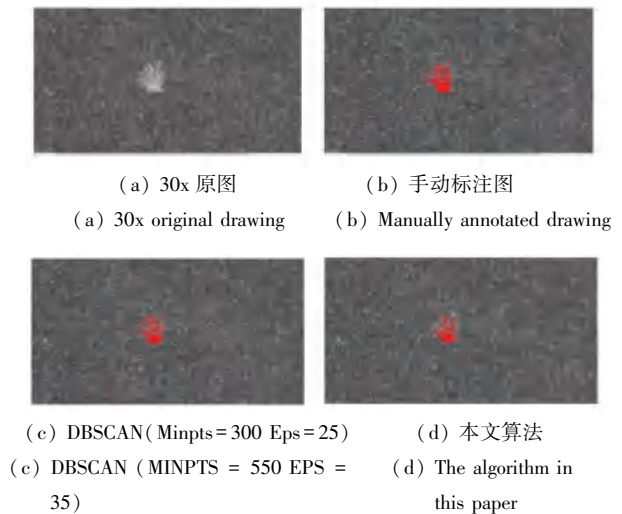 (a) 30x 原图
(a) 30x original drawing
(b) 手动标注图
(b) Manually annotated drawing
(c) DBSCAN(Minpts=300 Eps=25)
(c) DBSCAN (MINPTS = 550 EPS =
35)
(d) 本文算法
(d) The algorithm in
this paper